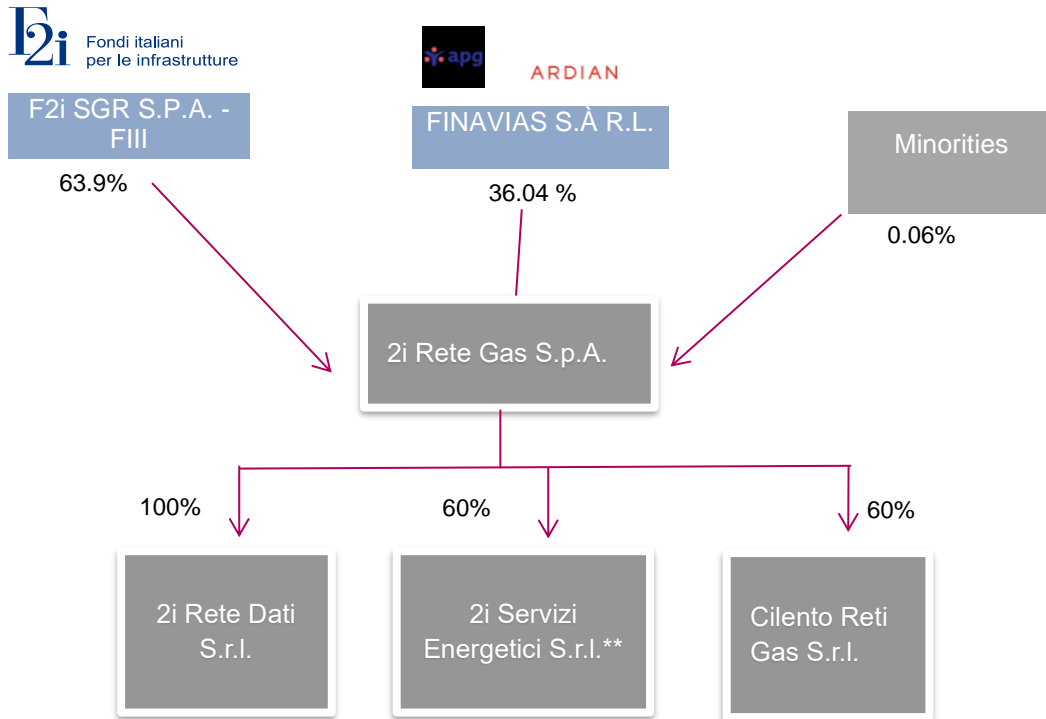 F2i
Fondi italiani
per le infrastrutture
apg
ARDIAN
F2i SGR S.P.A. -
FIII
FINAVIAS S.À R.L.
Minorities
63.9%
36.04 %
0.06%
2i Rete Gas S.p.A.
100%
60%
60%
2i Rete Dati
S.r.l.
2i Servizi
Energetici S.r.l.**
Cilento Reti
Gas S.r.l.